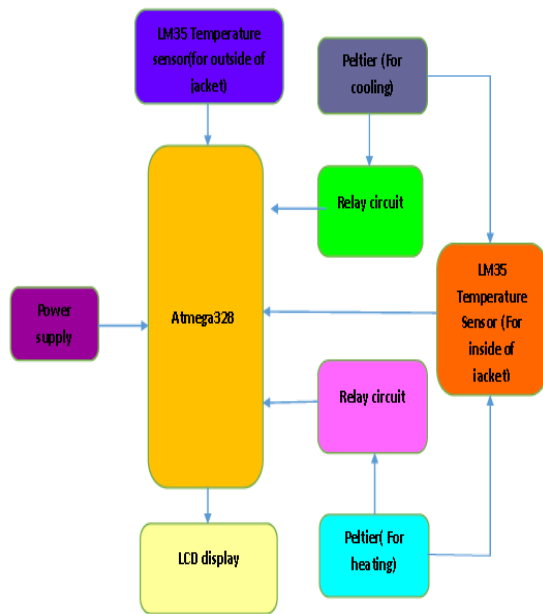 LM35 Temperature
sensor(for outside of
jacket)
Peltier (For
cooling)
Relay circuit
LM35
Temperature
Sensor (For
inside of
jacket)
Power
supply
Atmega328
Relay circuit
LCD display
Peltier( For
heating)